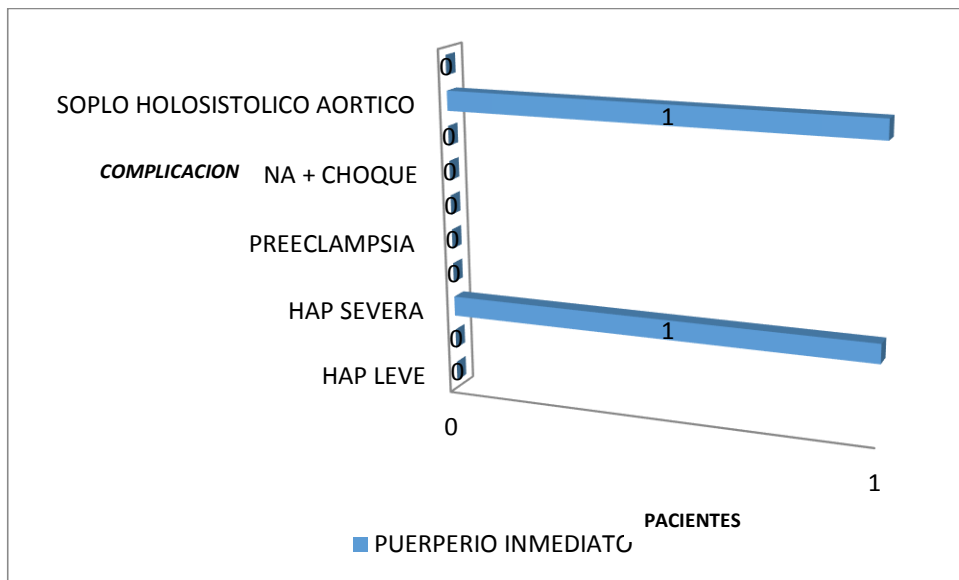 0
SOPLO HOLOSISTOLICO AORTICO
1
0
COMPLICACION
NA + CHOQUE
0
0
PREECLAMPSIA
0
0
HAP SEVERA
1
0
HAP LEVE
0
0
1
PACIENTES
PUERPERIO INMEDIATO